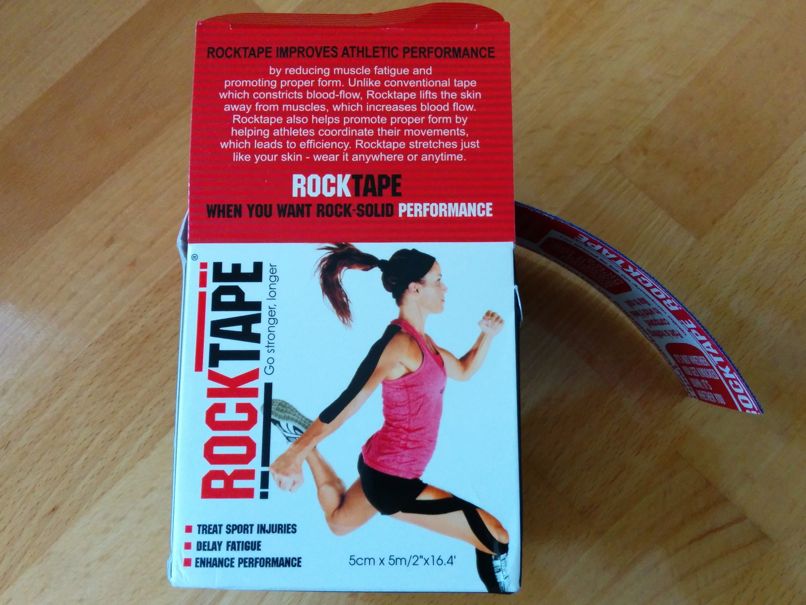 ROCKTAPE IMPROVES ATHLETIC PERFORMANCE
by reducing muscle fatigue and
promoting proper form. Unlike conventional tape
which constricts blood-flow, Rocktape lifts the skin
away from muscles, which increases blood flow.
Rocktape also helps promote proper form by
helping athletes coordinate their movements,
which leads to efficiency. Rocktape stretches just
like your skin - wear it anywhere or anytime.
ROCKTAPE
WHEN YOU WANT ROCK-SOLID PERFORMANCE
ROCKTAPE®
Go stronger, longer
TREAT SPORT INJURIES
DELAY FATIGUE
ENHANCE PERFORMANCE
5cm x 5m/2"x16.4'
ROCKTAPE
ROCK